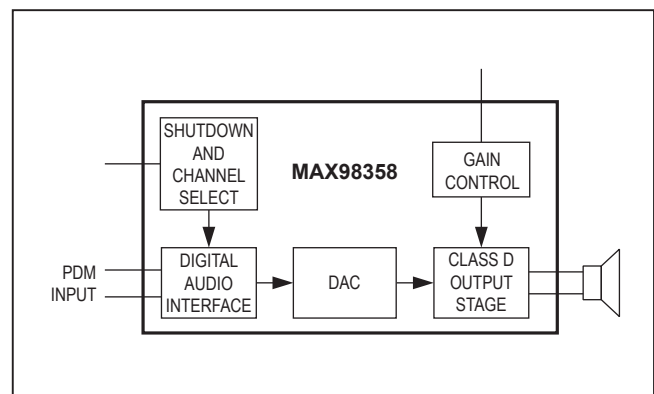 SHUTDOWN
AND
CHANNEL
SELECT
MAX98358
GAIN
CONTROL
PDM
INPUT
DIGITAL
AUDIO
INTERFACE
DAC
CLASS D
OUTPUT
STAGE